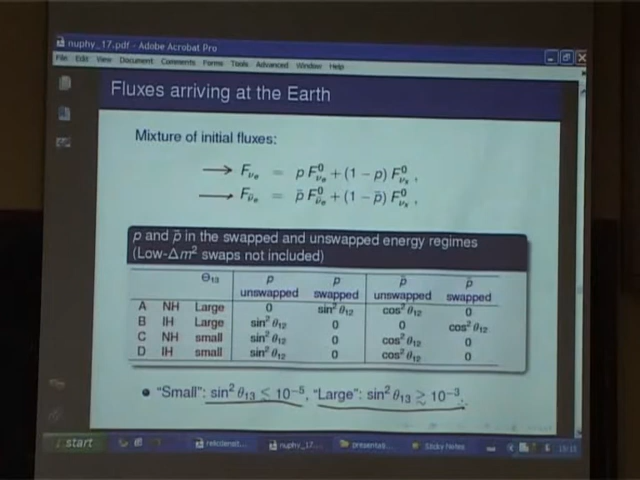 nuphy_17.pdf - Adobe Acrobat Pro
File Edit View Document Comments Forms Tools Advanced Window Help
Fluxes arriving at the Earth
Mixture of initial fluxes:
→ F_{ν_e} = p F^0_{ν_e} + (1 − p) F^0_{ν_x} ,
→ F_{ν̄_e} = p̄ F^0_{ν̄_e} + (1 − p̄) F^0_{ν_x} ,
p and p̄ in the swapped and unswapped energy regimes
(Low-Δm² swaps not included)
Θ₁₃ p p p̄ p̄
unswapped swapped unswapped swapped
A NH Large 0 sin² θ₁₂ cos² θ₁₂ 0
B IH Large sin² θ₁₂ 0 0 cos² θ₁₂
C NH small sin² θ₁₂ 0 cos² θ₁₂ 0
D IH small sin² θ₁₂ 0 cos² θ₁₂ 0
• "Small": sin² θ₁₃ ≤ 10⁻⁵, "Large": sin² θ₁₃ ≳ 10⁻³.
start nuphy_17... presentati... Sticky Notes